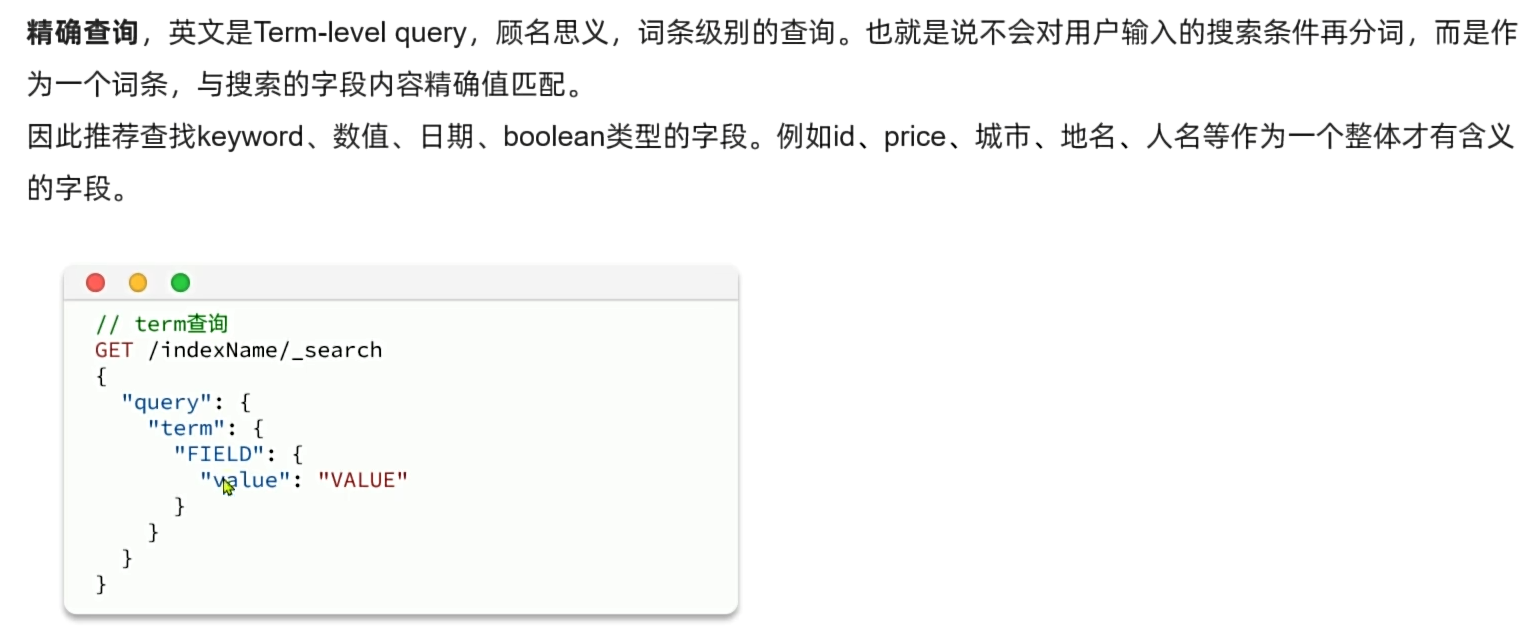 精确查询，英文是Term-level query，顾名思义，词条级别的查询。也就是说不会对用户输入的搜索条件再分词，而是作
为一个词条，与搜索的字段内容精确值匹配。
因此推荐查找keyword、数值、日期、boolean类型的字段。例如id、price、城市、地名、人名等作为一个整体才有含义
的字段。
// term查询
GET /indexName/_search
{
  "query": {
    "term": {
      "FIELD": {
        "value": "VALUE"
      }
    }
  }
}